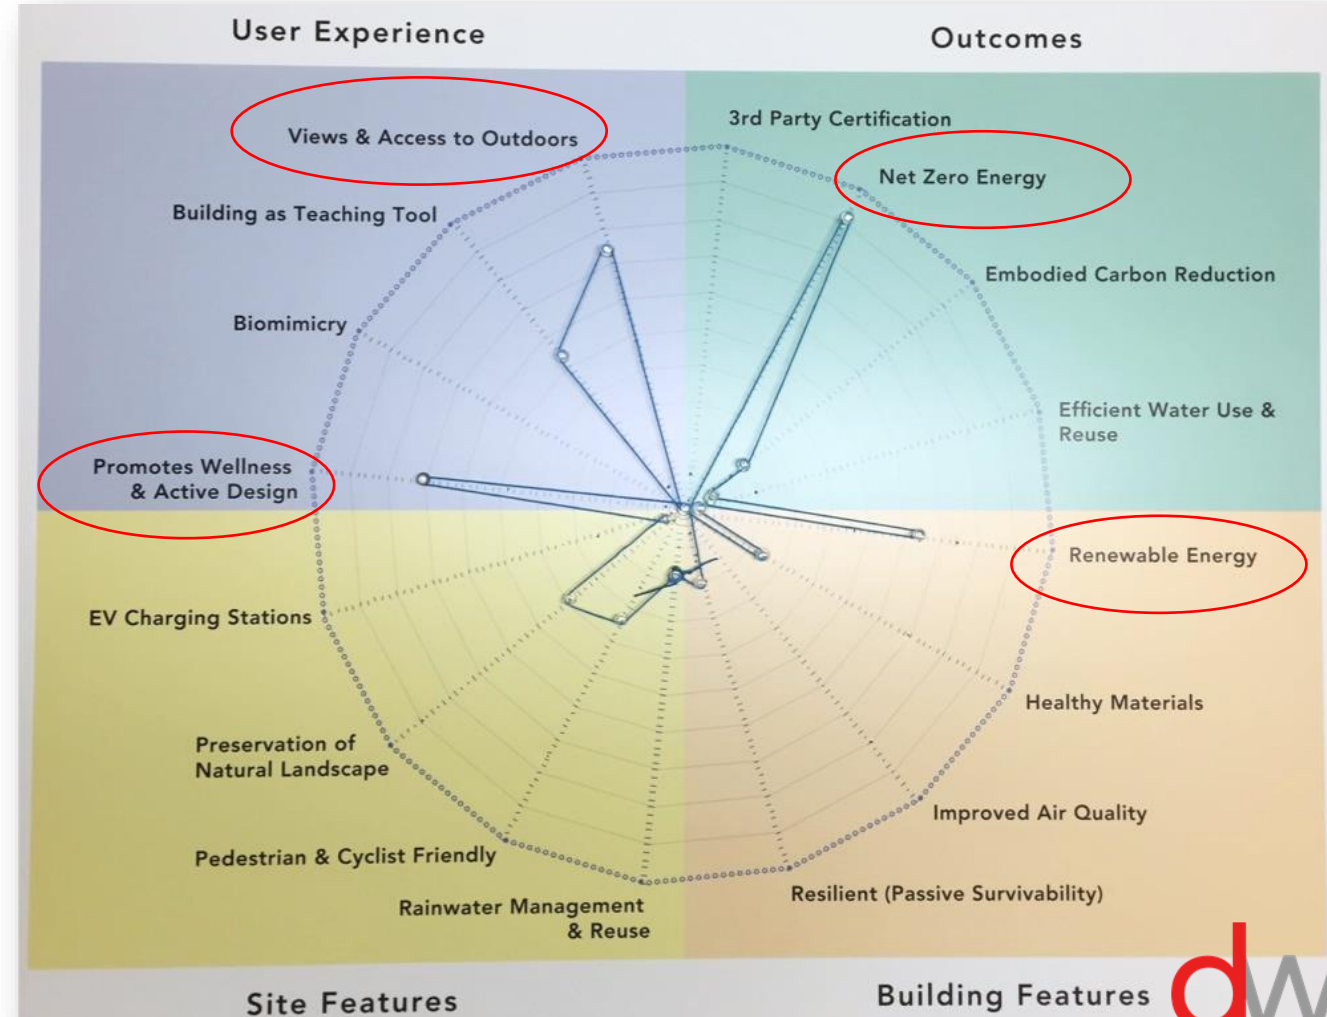 User Experience
Outcomes
3rd Party Certification
Views & Access to Outdoors
Net Zero Energy
Building as Teaching Tool
Embodied Carbon Reduction
Biomimicry
Efficient Water Use &
Reuse
Promotes Wellness
& Active Design
Renewable Energy
EV Charging Stations
Healthy Materials
Preservation of
Natural Landscape
Improved Air Quality
Pedestrian & Cyclist Friendly
Resilient (Passive Survivability)
Rainwater Management
& Reuse
Site Features
Building Features
dw